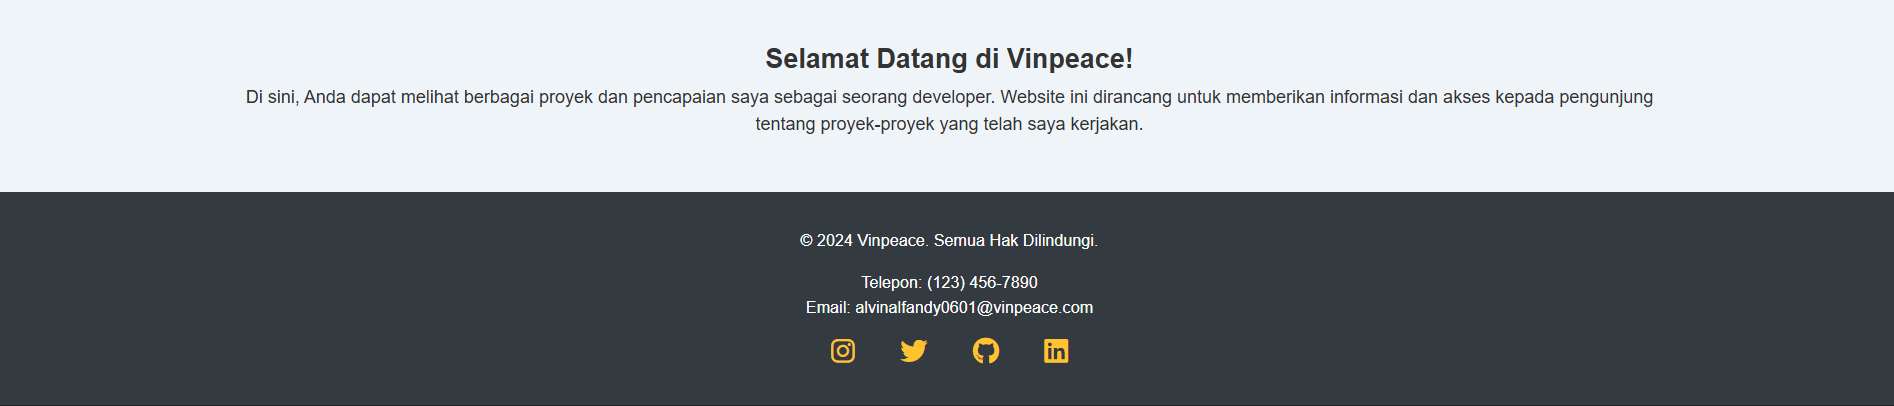 Selamat Datang di Vinpeace!
Di sini, Anda dapat melihat berbagai proyek dan pencapaian saya sebagai seorang developer. Website ini dirancang untuk memberikan informasi dan akses kepada pengunjung
tentang proyek-proyek yang telah saya kerjakan.
© 2024 Vinpeace. Semua Hak Dilindungi.
Telepon: (123) 456-7890
Email: alvinalfandy0601@vinpeace.com